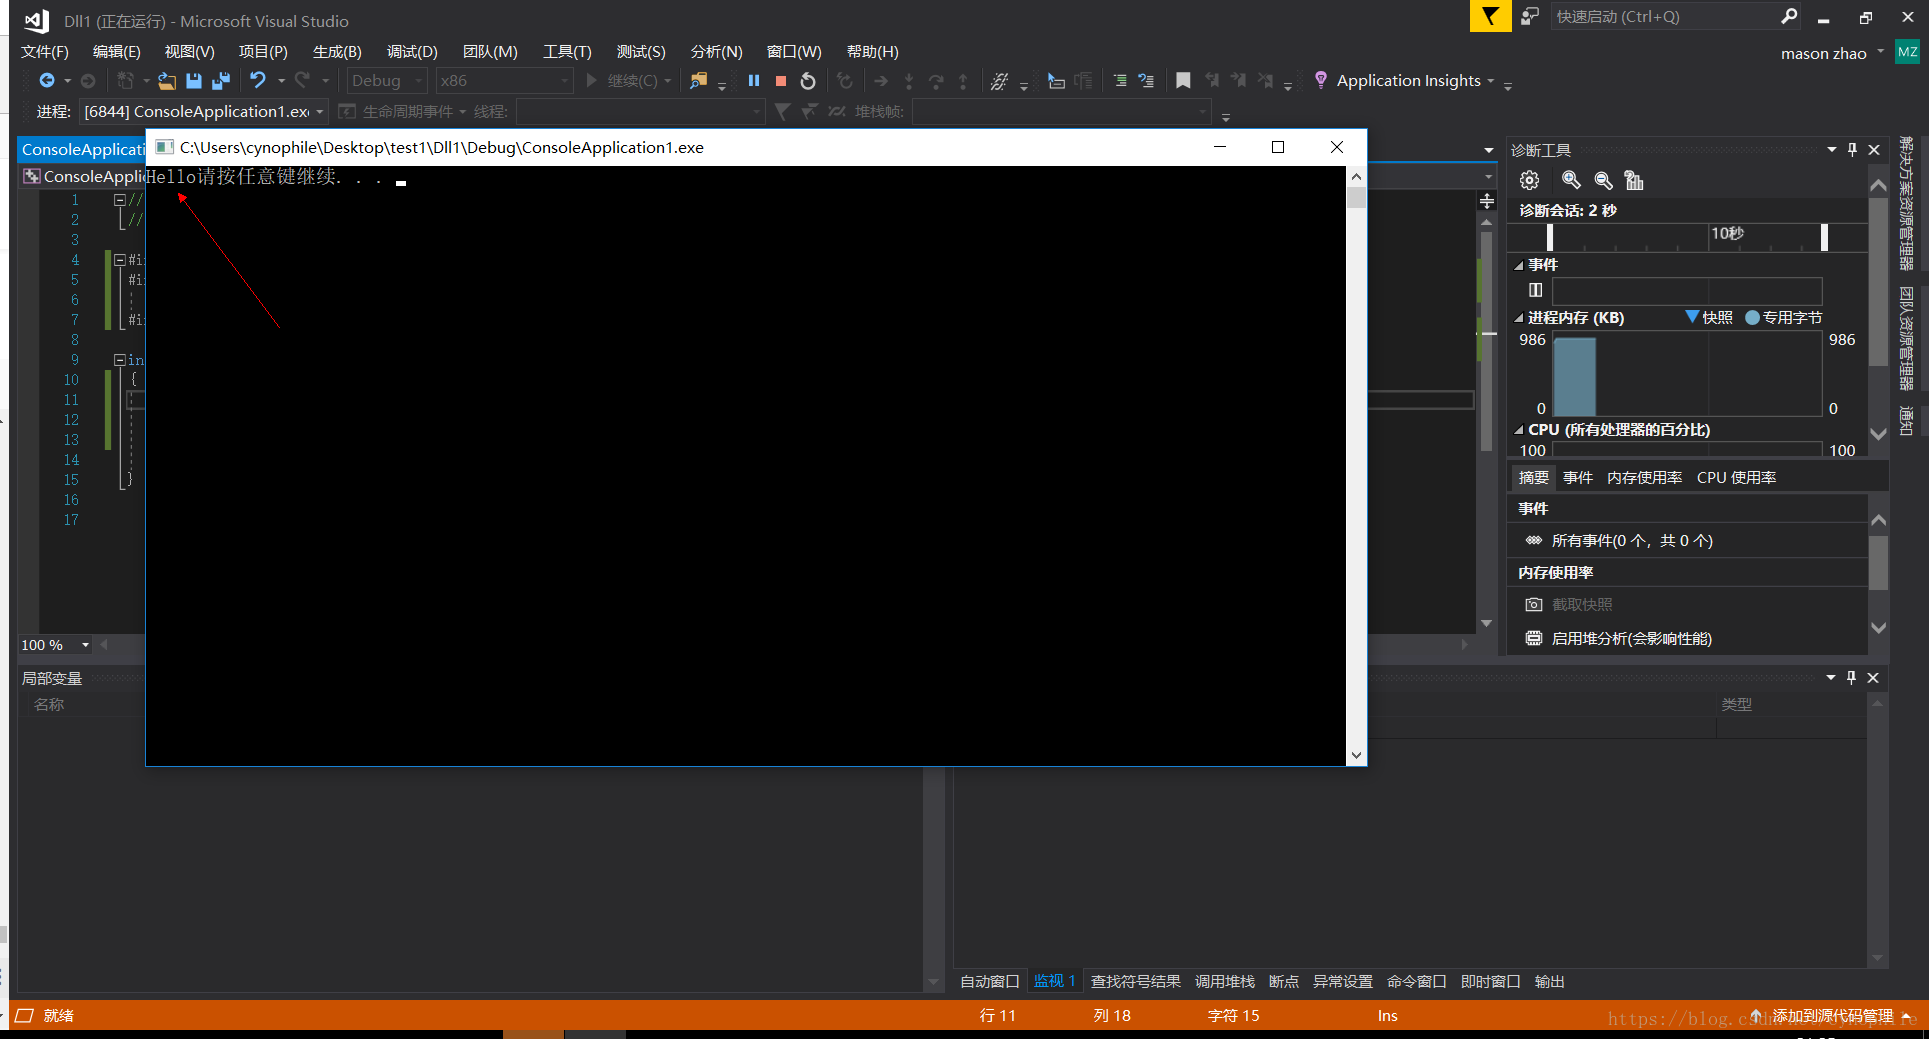 Dll1 (正在运行) - Microsoft Visual Studio
快速启动 (Ctrl+Q)
文件(F) 编辑(E) 视图(V) 项目(P) 生成(B) 调试(D) 团队(M) 工具(T) 测试(S) 分析(N) 窗口(W) 帮助(H)
mason zhao MZ
Debug x86 继续(C) Application Insights
进程: [6844] ConsoleApplication1.ex 生命周期事件 线程: 堆栈帧:
ConsoleApplicati
C:\Users\cynophile\Desktop\test1\Dll1\Debug\ConsoleApplication1.exe
ConsoleApplic
Hello请按任意键继续. . .
1 //
2 //
3
4 #i
5 #i
6
7 #i
8
9 in
10 {
11
12
13
14
15 }
16
17
100 %
诊断工具
诊断会话: 2 秒
10秒
事件
进程内存 (KB) 快照 专用字节
986 986
0 0
CPU (所有处理器的百分比)
100 100
摘要 事件 内存使用率 CPU 使用率
事件
所有事件(0 个，共 0 个)
内存使用率
截取快照
启用堆分析(会影响性能)
解决方案资源管理器
团队资源管理器
通知
局部变量
名称
类型
自动窗口 监视 1 查找符号结果 调用堆栈 断点 异常设置 命令窗口 即时窗口 输出
就绪 行 11 列 18 字符 15 Ins 添加到源代码管理
https://blog.csdn.net/cynophile